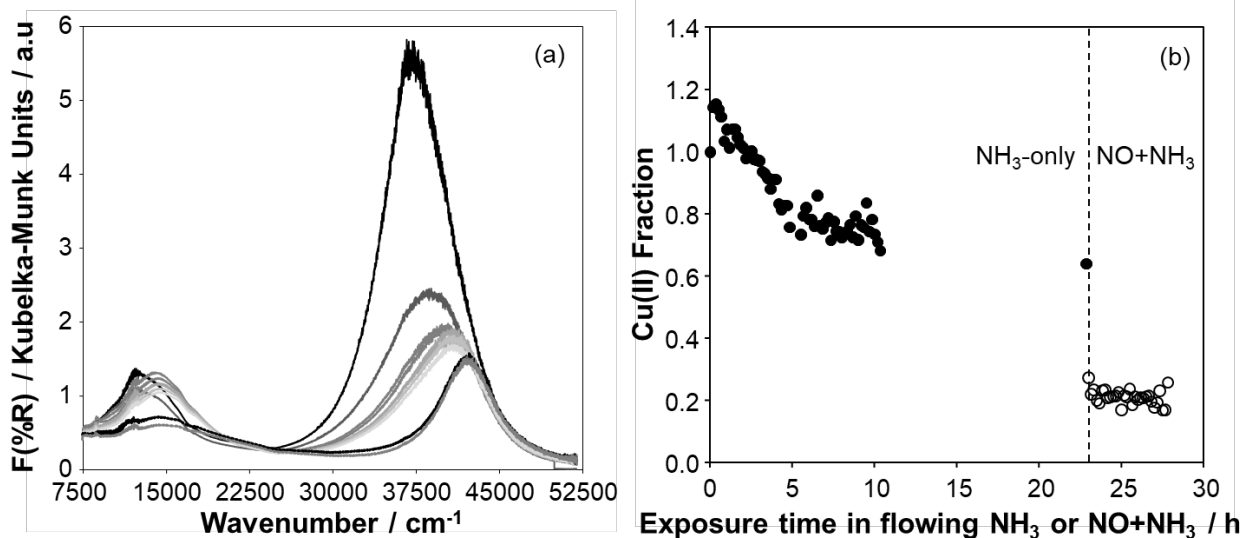 (a)
F(%R) / Kubelka-Munk Units / a.u
6
5
4
3
2
1
0
7500 15000 22500 30000 37500 45000 52500
Wavenumber / cm⁻¹
(b)
Cu(II) Fraction
1.4
1.2
1.0
0.8
0.6
0.4
0.2
0.0
NH₃-only NO+NH₃
0 5 10 15 20 25 30
Exposure time in flowing NH₃ or NO+NH₃ / h